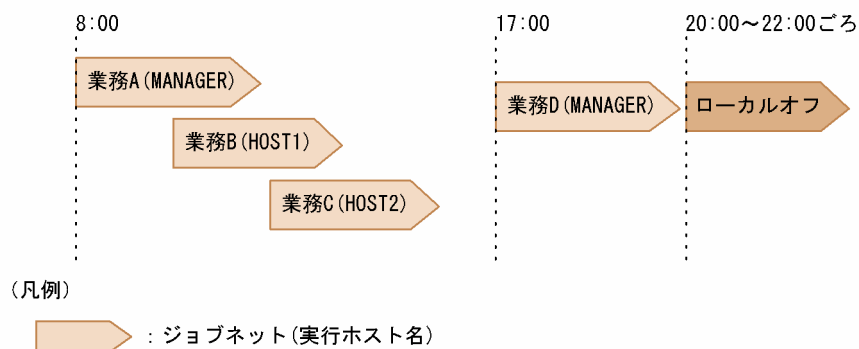 8:00 17:00 20:00～22:00ごろ
業務A(MANAGER) 業務D(MANAGER) ローカルオフ
業務B(HOST1)
業務C(HOST2)
(凡例)
：ジョブネット(実行ホスト名)